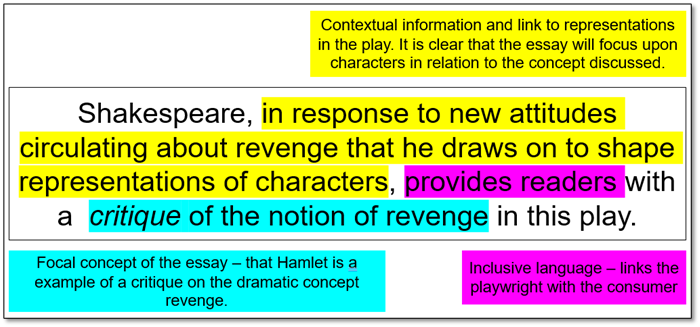 Contextual information and link to representations
in the play. It is clear that the essay will focus upon
characters in relation to the concept discussed.
Shakespeare, in response to new attitudes
circulating about revenge that he draws on to shape
representations of characters, provides readers with
a critique of the notion of revenge in this play.
Focal concept of the essay – that Hamlet is a
example of a critique on the dramatic concept
revenge.
Inclusive language – links the
playwright with the consumer